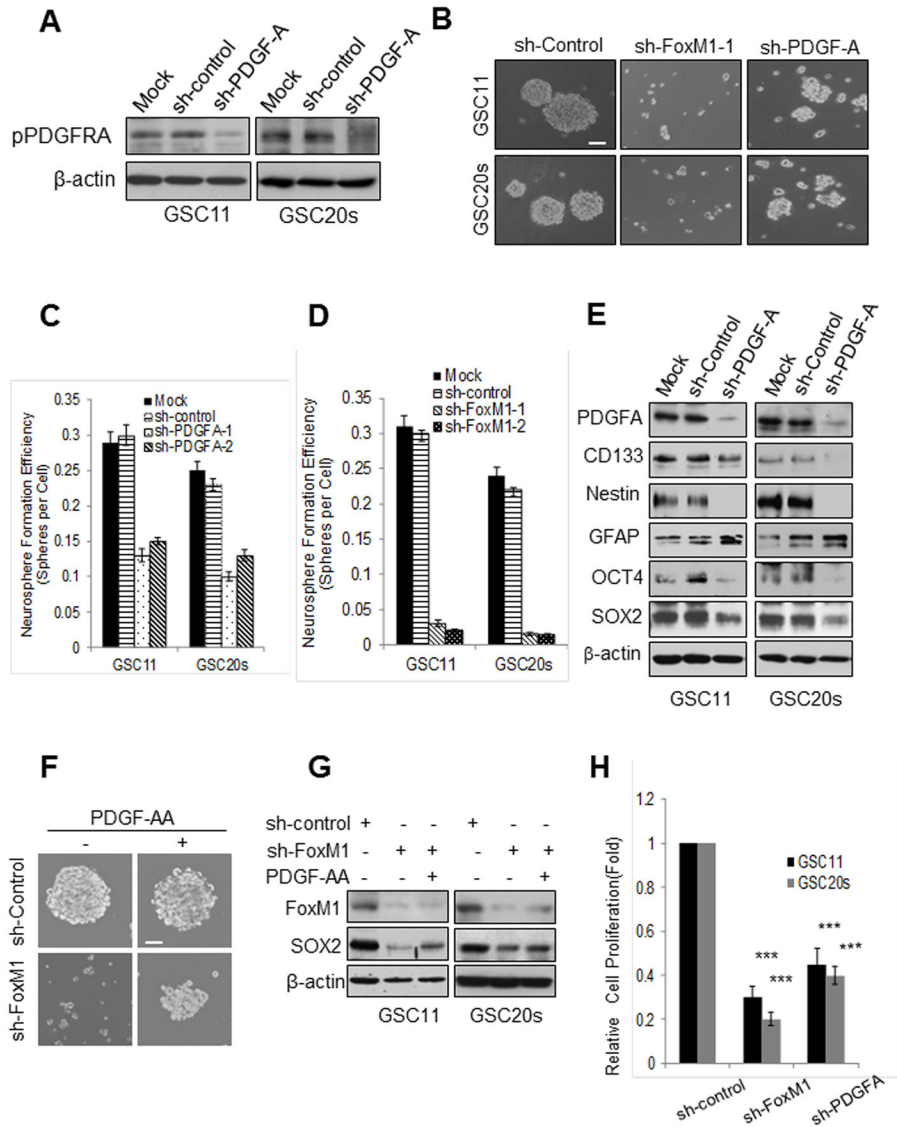 A
Mock
sh-control
sh-PDGF-A
Mock
sh-control
sh-PDGF-A
pPDGFRA
β-actin
GSC11
GSC20s
B
sh-Control
sh-FoxM1-1
sh-PDGF-A
GSC11
GSC20s
C
Neurosphere Formation Efficiency
(Spheres per Cell)
0.35
0.3
0.25
0.2
0.15
0.1
0.05
0
Mock
sh-control
sh-PDGFA-1
sh-PDGFA-2
GSC11
GSC20s
D
Neurosphere Formation Efficiency
(Spheres per Cell)
0.35
0.3
0.25
0.2
0.15
0.1
0.05
0
Mock
sh-control
sh-FoxM1-1
sh-FoxM1-2
GSC11
GSC20s
E
Mock
sh-Control
sh-PDGF-A
Mock
sh-Control
sh-PDGF-A
PDGFA
CD133
Nestin
GFAP
OCT4
SOX2
β-actin
GSC11
GSC20s
F
PDGF-AA
- +
sh-Control
sh-FoxM1
G
sh-control + - - + - -
sh-FoxM1 - + + - + +
PDGF-AA - - + - - +
FoxM1
SOX2
β-actin
GSC11
GSC20s
H
Relative Cell Proliferation(Fold)
1.2
1
0.8
0.6
0.4
0.2
0
GSC11
GSC20s
***
***
***
***
sh-control
sh-FoxM1
sh-PDGFA